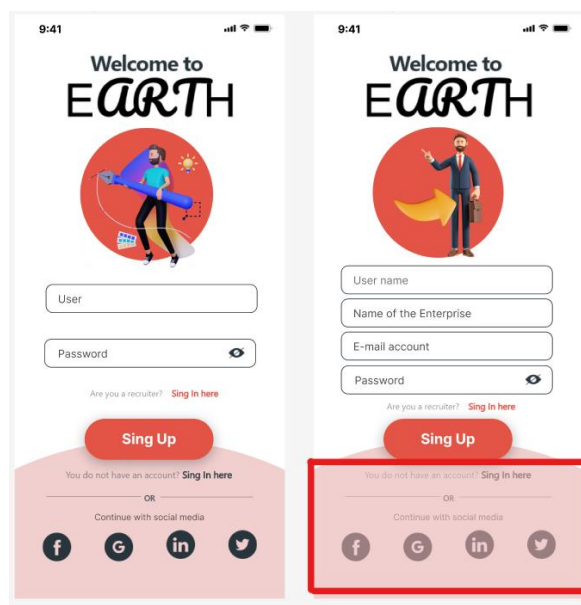 9:41
Welcome to
EARTH
User
Password
Are you a recruiter? Sing In here
Sing Up
You do not have an account? Sing In here
OR
Continue with social media
f G in
9:41
Welcome to
EARTH
User name
Name of the Enterprise
E-mail account
Password
Are you a recruiter? Sing In here
Sing Up
You do not have an account? Sing In here
OR
Continue with social media
f G in